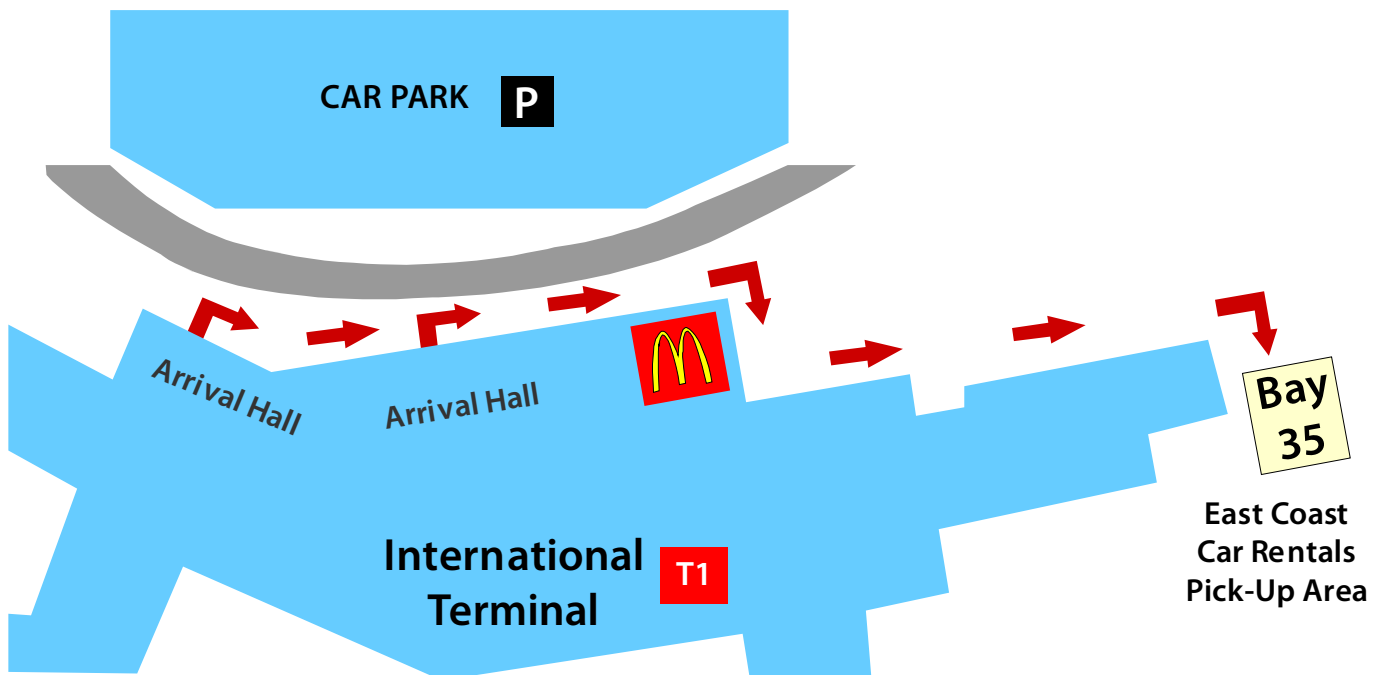 CAR PARK P
Arrival Hall
Arrival Hall
Bay
35
International
Terminal
T1
East Coast
Car Rentals
Pick-Up Area